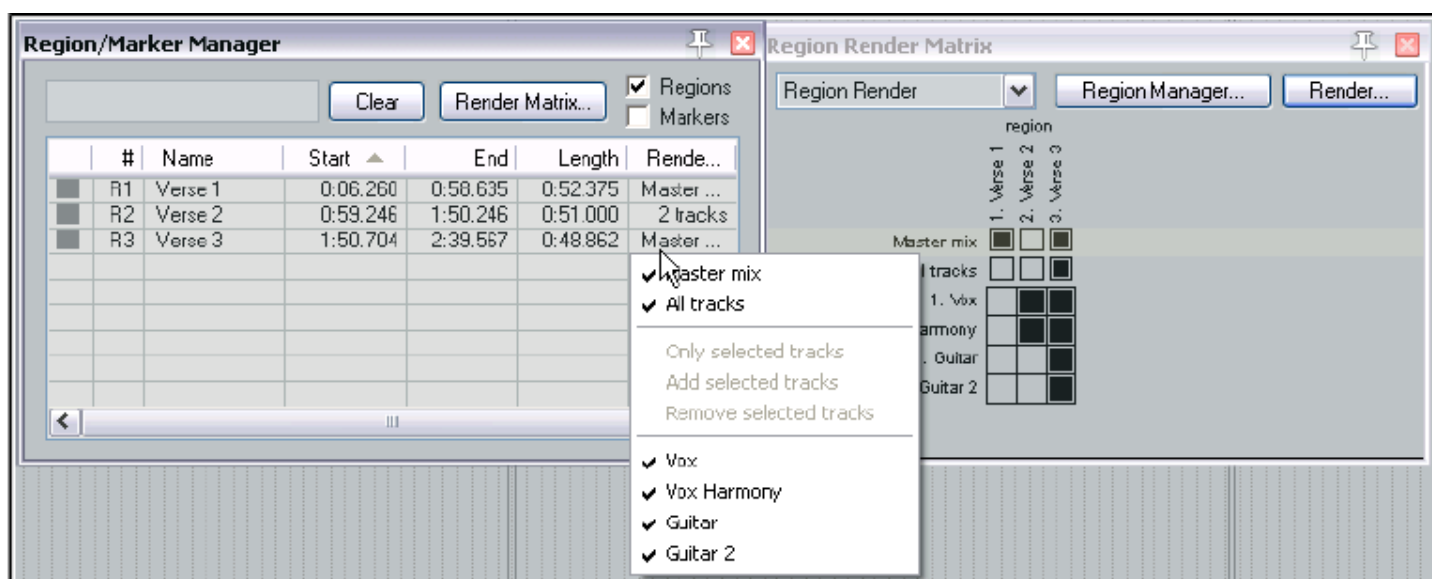 Region/Marker Manager
Clear
Render Matrix...
Regions
Markers
# Name Start End Length Rende...
R1 Verse 1 0:06.260 0:58.635 0:52.375 Master ...
R2 Verse 2 0:59.246 1:50.246 0:51.000 2 tracks
R3 Verse 3 1:50.704 2:39.567 0:48.862 Master ...
Master mix
All tracks
Only selected tracks
Add selected tracks
Remove selected tracks
Vox
Vox Harmony
Guitar
Guitar 2
Region Render Matrix
Region Render
Region Manager...
Render...
region
1. Verse 1
2. Verse 2
3. Verse 3
Master mix
l tracks
1. Vox
armony
. Guitar
Guitar 2